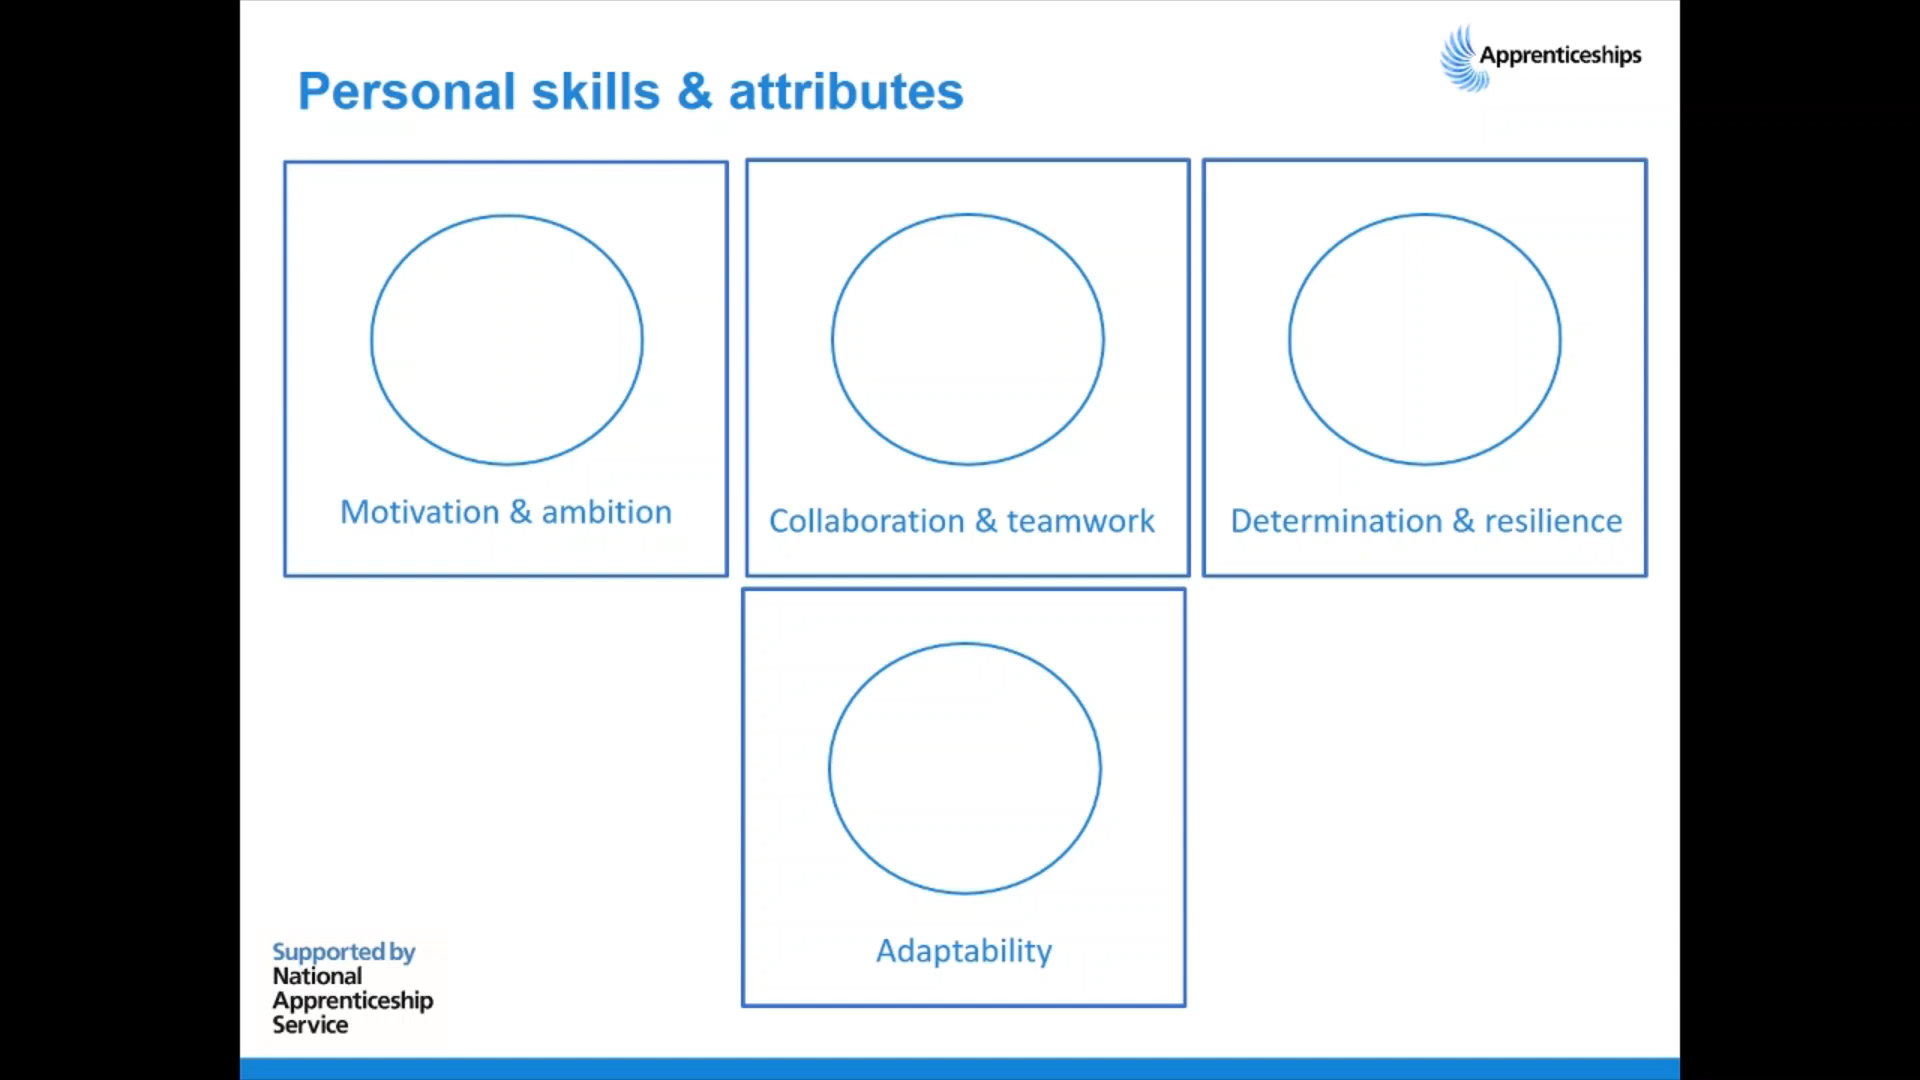 Apprenticeships
Personal skills & attributes
Motivation & ambition
Collaboration & teamwork
Determination & resilience
Adaptability
Supported by
National
Apprenticeship
Service